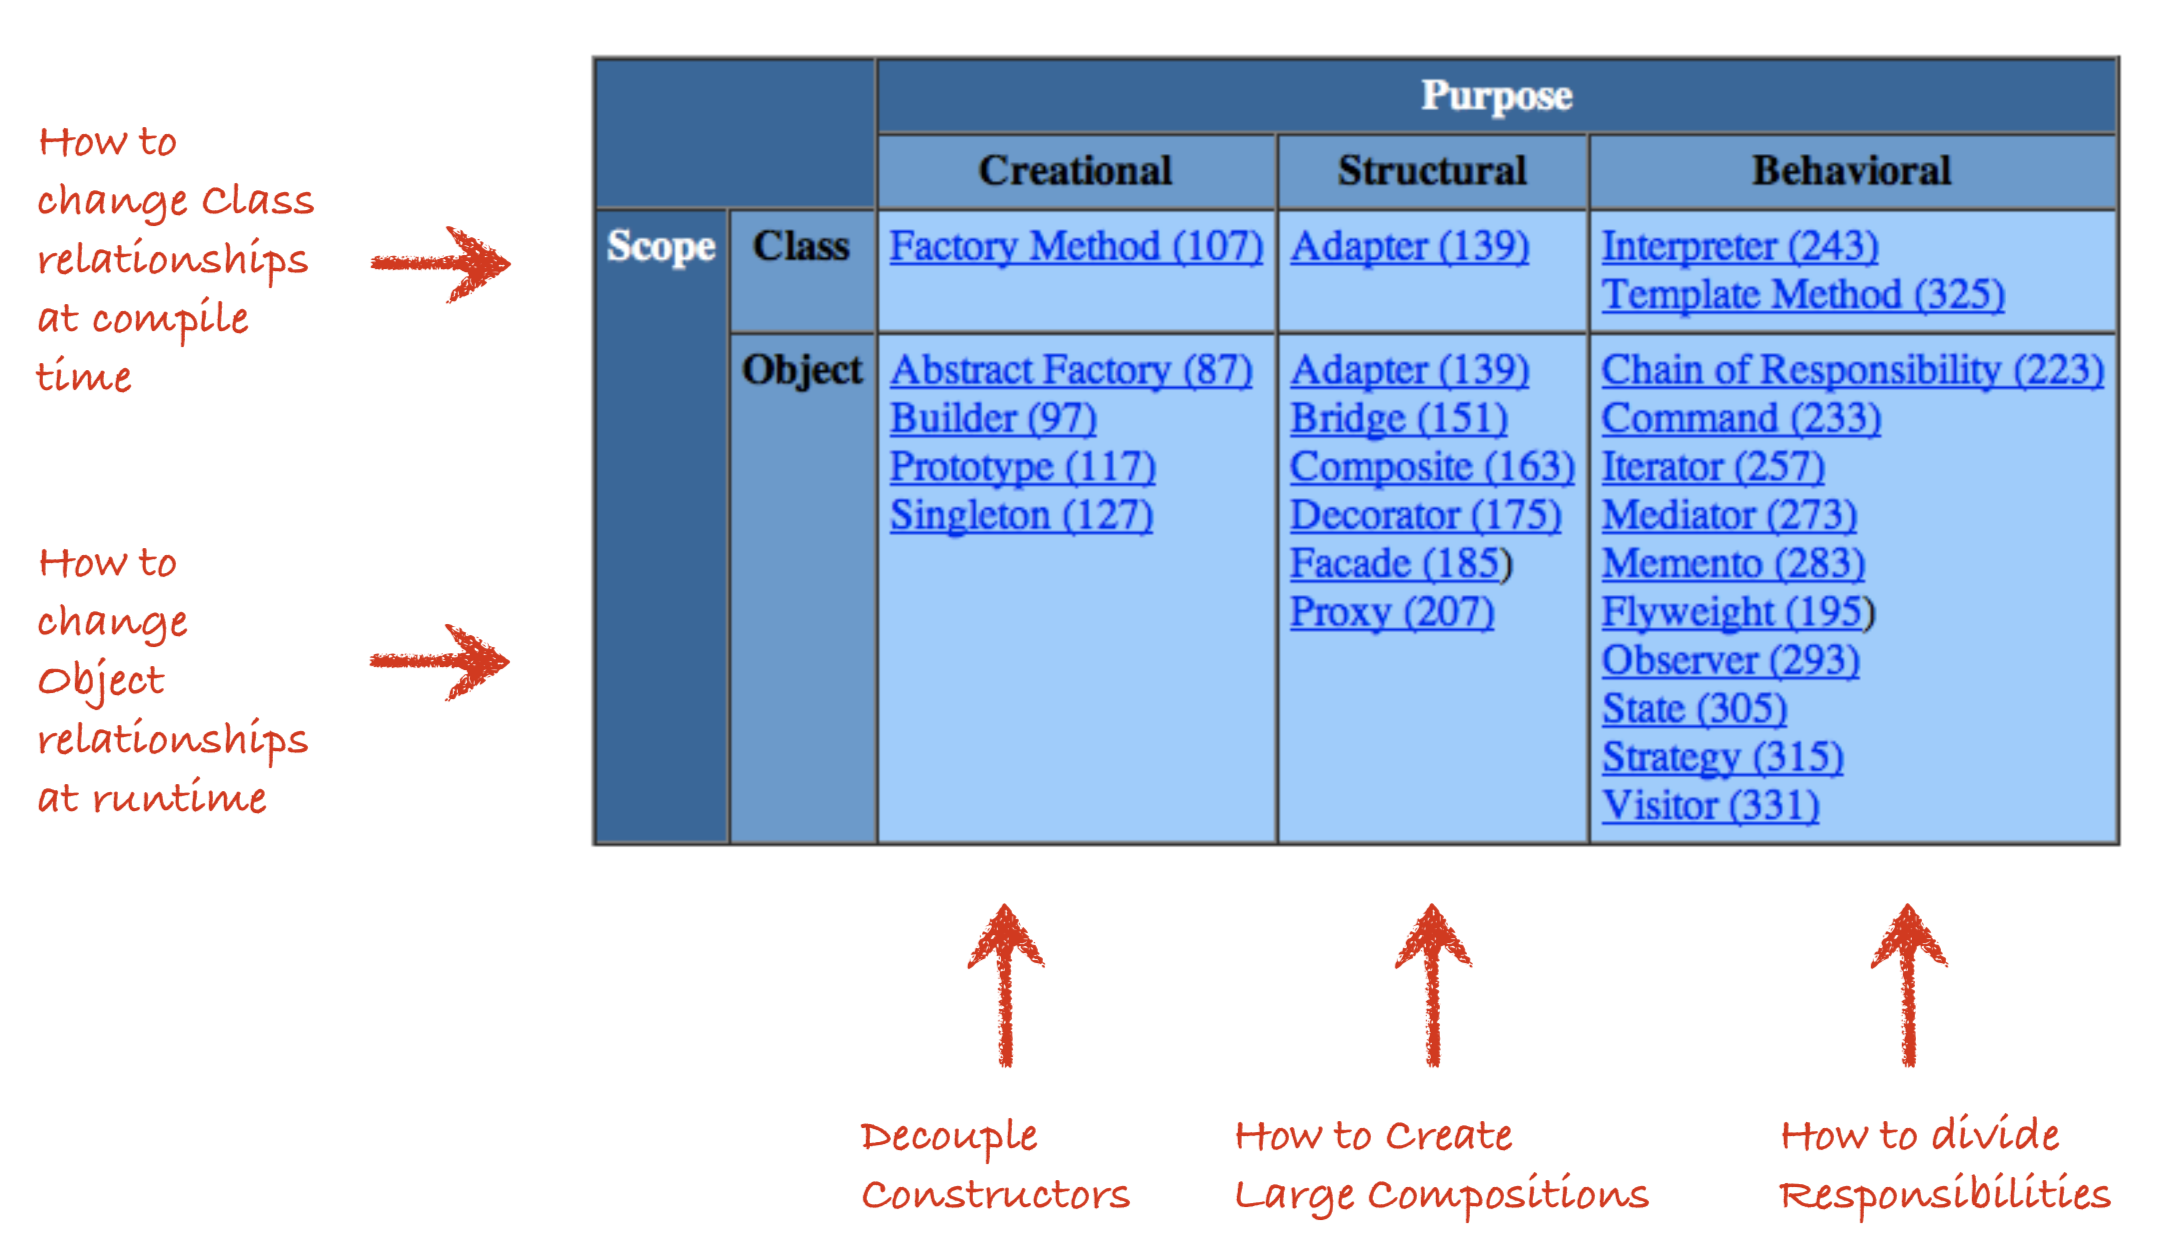 How to
change Class
relationships
at compile
time
How to
change
Object
relationships
at runtime
Purpose
Creational
Structural
Behavioral
Scope
Class
Factory Method (107)
Adapter (139)
Interpreter (243)
Template Method (325)
Object
Abstract Factory (87)
Builder (97)
Prototype (117)
Singleton (127)
Adapter (139)
Bridge (151)
Composite (163)
Decorator (175)
Facade (185)
Proxy (207)
Chain of Responsibility (223)
Command (233)
Iterator (257)
Mediator (273)
Memento (283)
Flyweight (195)
Observer (293)
State (305)
Strategy (315)
Visitor (331)
Decouple
Constructors
How to Create
Large Compositions
How to divide
Responsibilities